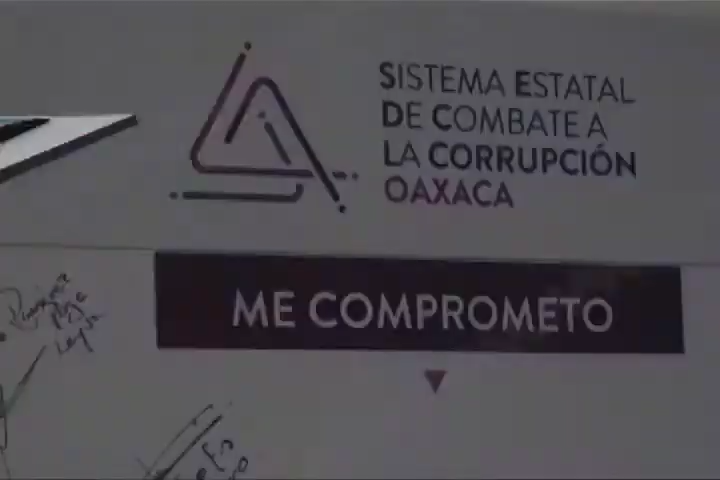 SISTEMA ESTATAL
DE COMBATE A
LA CORRUPCIÓN
OAXACA
ME COMPROMETO